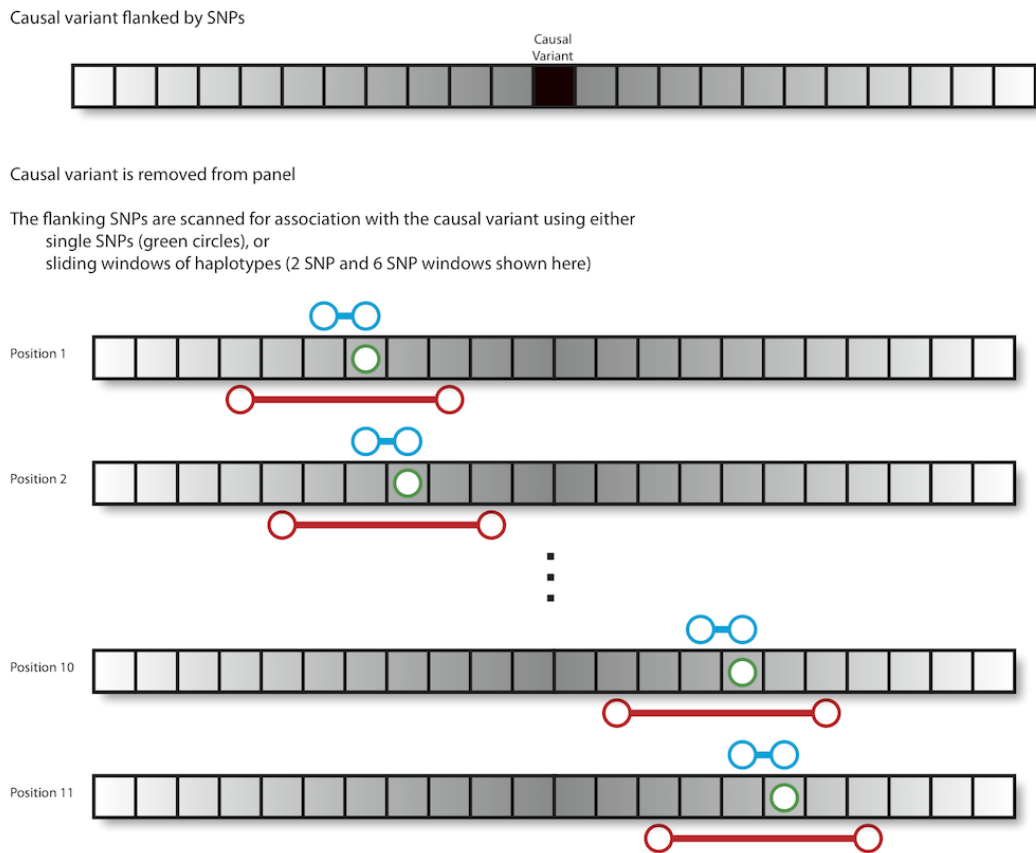 Causal variant flanked by SNPs
Causal
Variant
Causal variant is removed from panel
The flanking SNPs are scanned for association with the causal variant using either
single SNPs (green circles), or
sliding windows of haplotypes (2 SNP and 6 SNP windows shown here)
Position 1
Position 2
Position 10
Position 11